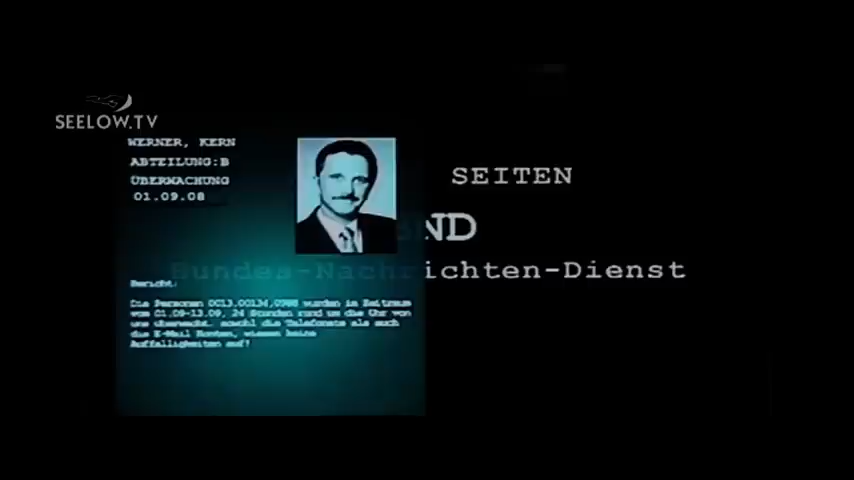 SEELOW.TV
WERNER, KERN
ABTEILUNG:B
ÜBERWACHUNG
01.09.08
SEITEN
BND
Bundes-Nachrichten-Dienst
Bericht:
Die Personen 0013.00134,0988 wurden im Zeitraum
vom 01.09-13.09, 24 Stunden rund um die Uhr von
uns überwacht. sowohl die Telefonate als auch
die E-Mail Konten, wiesen keine
Auffälligkeiten auf!